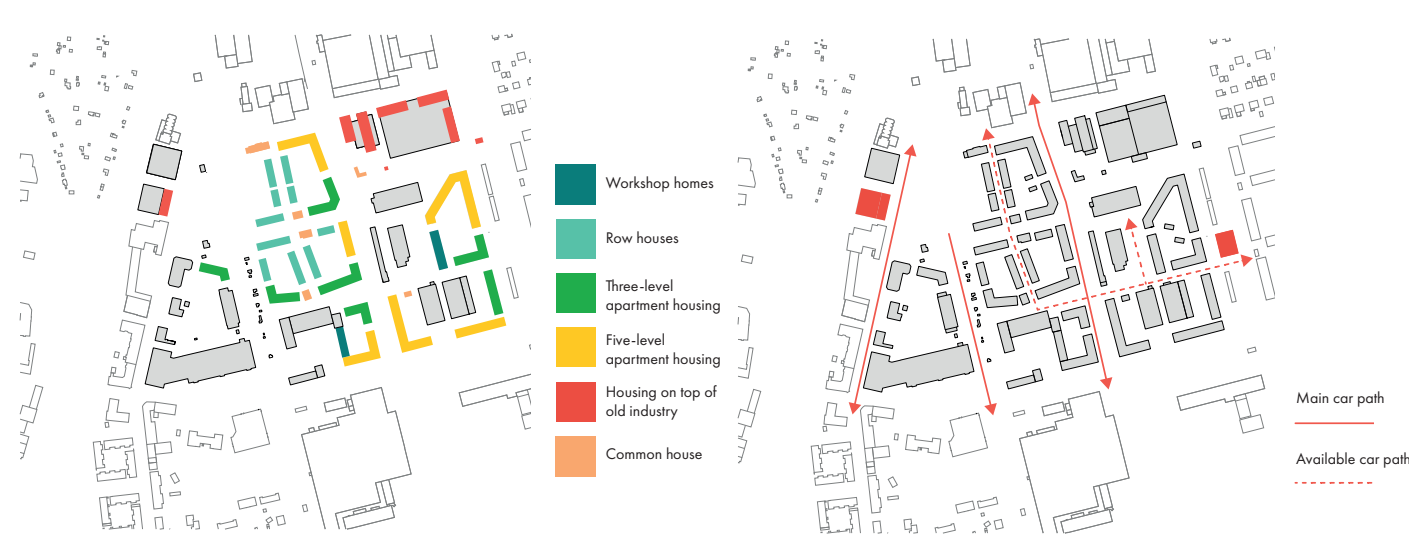 Workshop homes
Row houses
Three-level
apartment housing
Five-level
apartment housing
Housing on top of
old industry
Common house
Main car path
Available car path